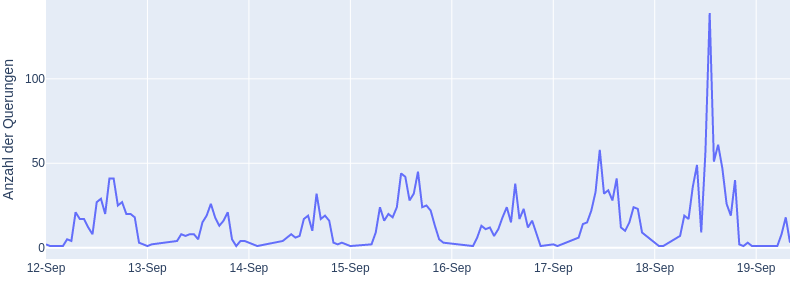 Anzahl der Querungen
100
50
0
12-Sep
13-Sep
14-Sep
15-Sep
16-Sep
17-Sep
18-Sep
19-Sep